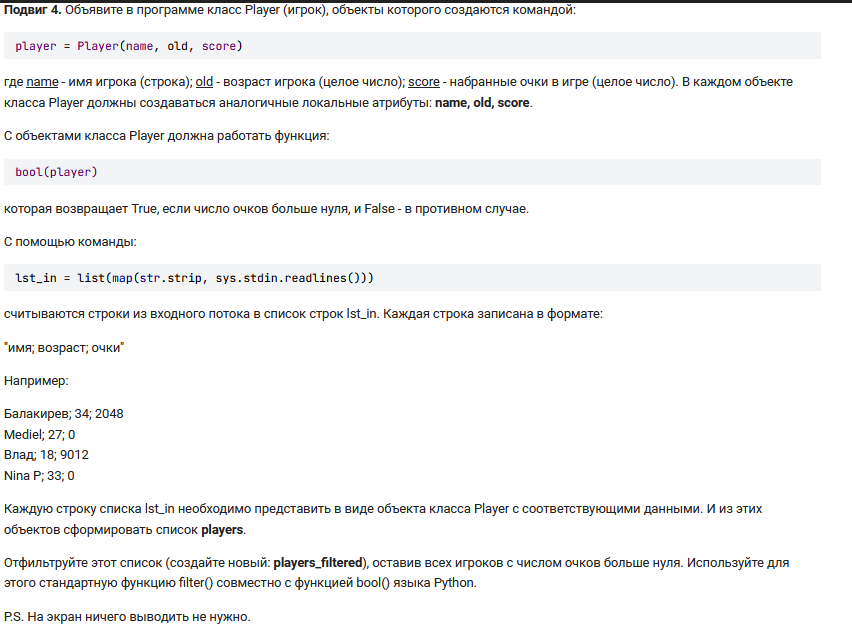 Подвиг 4. Объявите в программе класс Player (игрок), объекты которого создаются командой:
player = Player(name, old, score)
где name - имя игрока (строка); old - возраст игрока (целое число); score - набранные очки в игре (целое число). В каждом объекте
класса Player должны создаваться аналогичные локальные атрибуты: name, old, score.
С объектами класса Player должна работать функция:
bool(player)
которая возвращает True, если число очков больше нуля, и False - в противном случае.
С помощью команды:
lst_in = list(map(str.strip, sys.stdin.readlines()))
считываются строки из входного потока в список строк lst_in. Каждая строка записана в формате:
"имя; возраст; очки"
Например:
Балакирев; 34; 2048
Mediel; 27; 0
Влад; 18; 9012
Nina P; 33; 0
Каждую строку списка lst_in необходимо представить в виде объекта класса Player с соответствующими данными. И из этих
объектов сформировать список players.
Отфильтруйте этот список (создайте новый: players_filtered), оставив всех игроков с числом очков больше нуля. Используйте для
этого стандартную функцию filter() совместно с функцией bool() языка Python.
P.S. На экран ничего выводить не нужно.